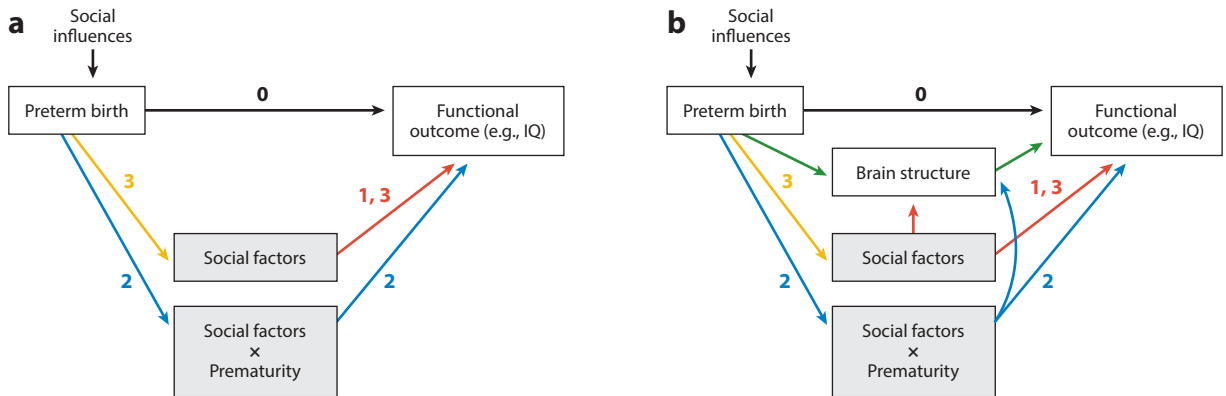 a
Social
influences
Preterm birth
0
Functional
outcome (e.g., IQ)
3
1, 3
Social factors
2
2
Social factors
×
Prematurity
b
Social
influences
Preterm birth
0
Functional
outcome (e.g., IQ)
Brain structure
3
1, 3
Social factors
2
2
Social factors
×
Prematurity